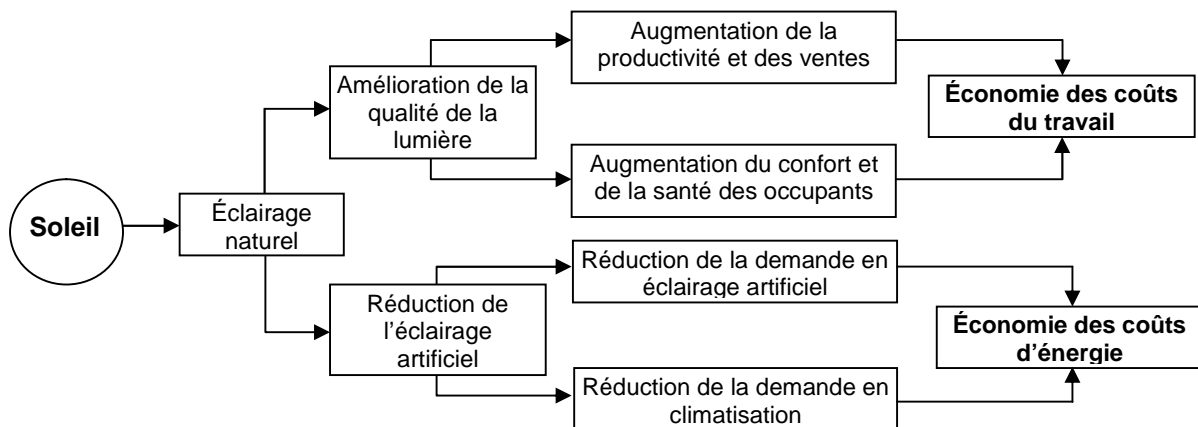 Soleil
Éclairage
naturel
Amélioration de la
qualité de la
lumière
Augmentation de la
productivité et des ventes
Augmentation du confort et
de la santé des occupants
Économie des coûts
du travail
Réduction de
l’éclairage
artificiel
Réduction de la demande en
éclairage artificiel
Réduction de la demande en
climatisation
Économie des coûts
d’énergie